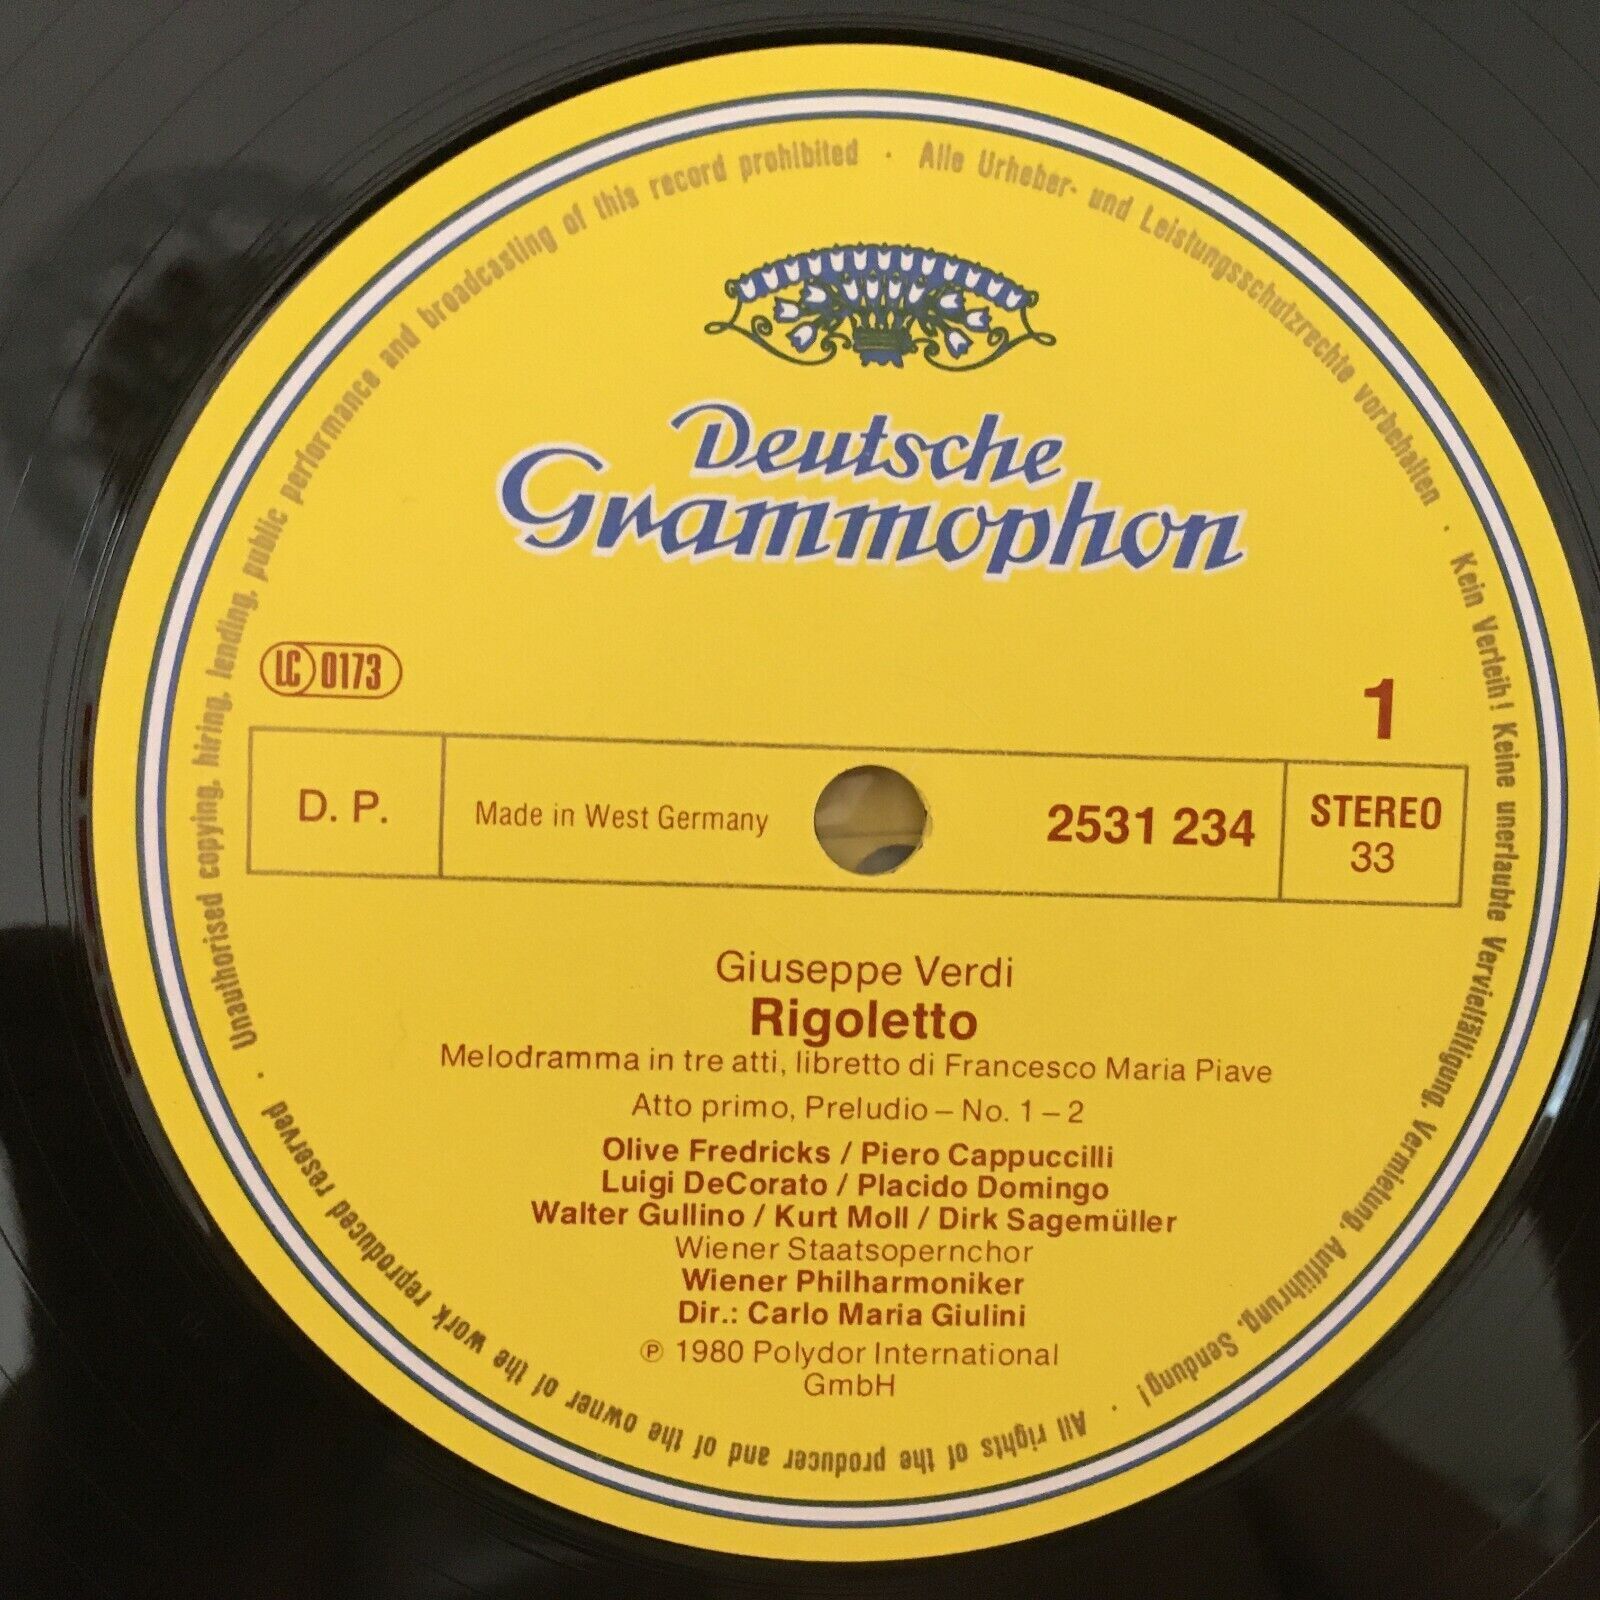 Deutsche
Grammophon
LC 0173
1
D. P.
Made in West Germany
2531 234
STEREO
33
Giuseppe Verdi
Rigoletto
Melodramma in tre atti, libretto di Francesco Maria Piave
Atto primo, Preludio – No. 1 – 2
Olive Fredricks / Piero Cappuccilli
Luigi DeCorato / Placido Domingo
Walter Gullino / Kurt Moll / Dirk Sagemüller
Wiener Staatsopernchor
Wiener Philharmoniker
Dir.: Carlo Maria Giulini
℗ 1980 Polydor International
GmbH
Alle Urheber- und Leistungsschutzrechte vorbehalten · Kein Verleih! Keine unerlaubte Vervielfältigung, Vermietung, Aufführung, Sendung! · All rights of the producer and of the owner of the work reproduced reserved · Unauthorised copying, hiring, lending, public performance and broadcasting of this record prohibited ·